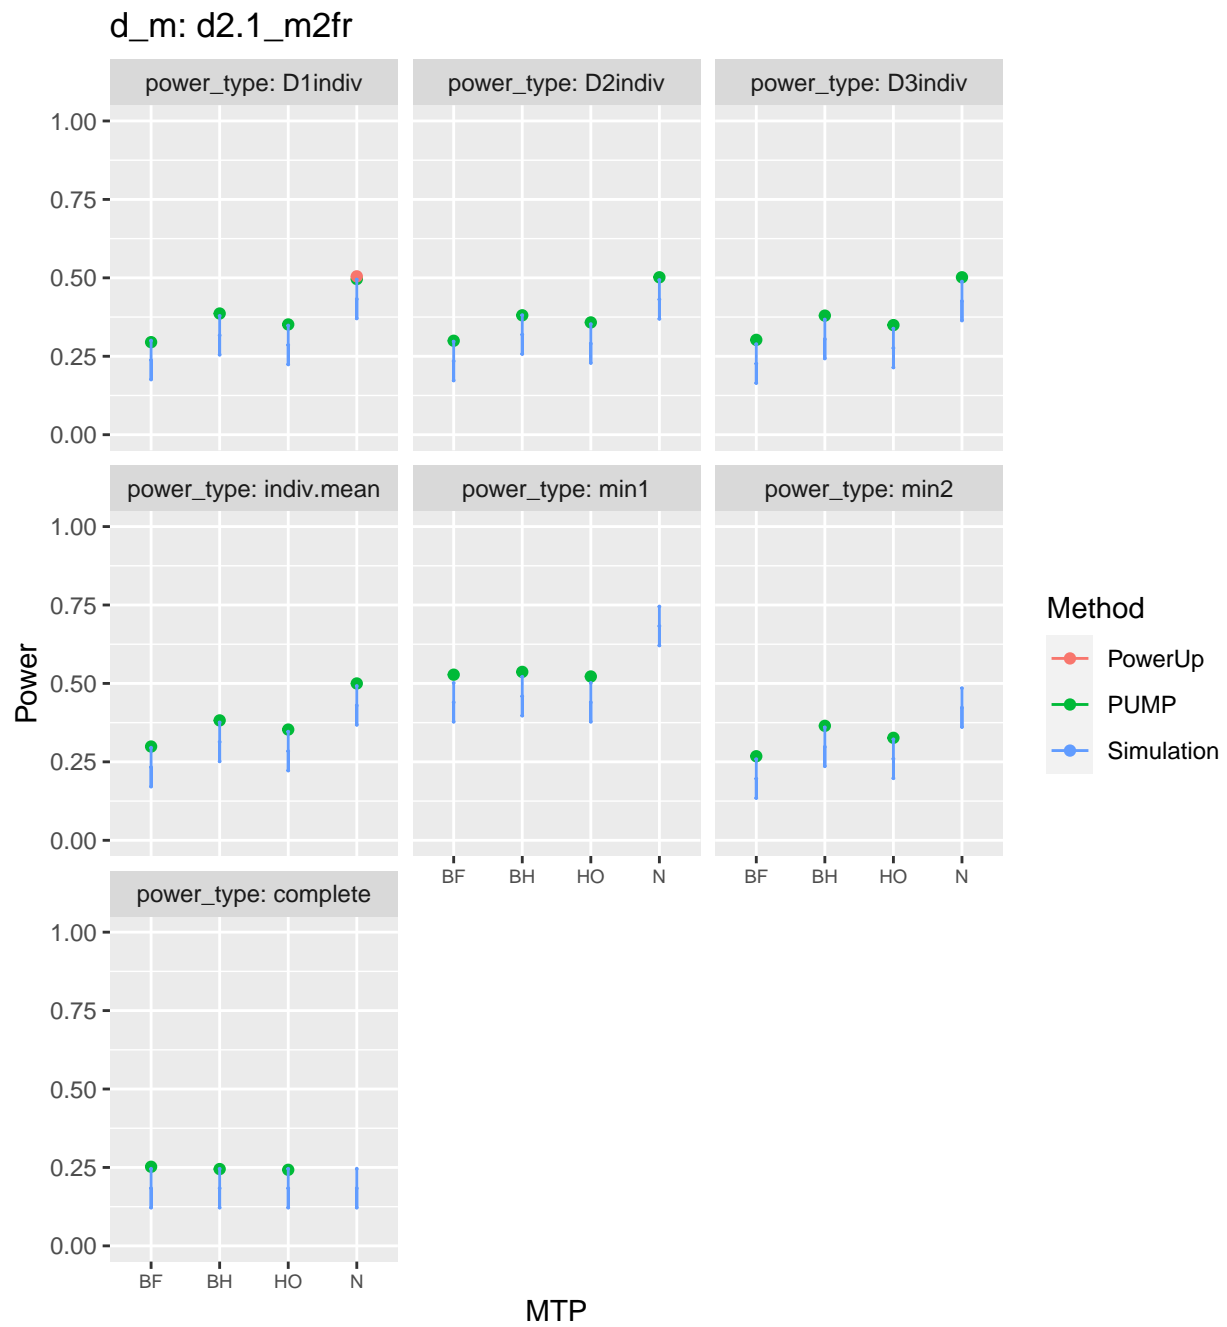 d_m: d2.1_m2fr
power_type: D1indiv
power_type: D2indiv
power_type: D3indiv
1.00
0.75
0.50
0.25
0.00
power_type: indiv.mean
power_type: min1
power_type: min2
1.00
0.75
0.50
0.25
0.00
BF BH HO N
BF BH HO N
power_type: complete
1.00
0.75
0.50
0.25
0.00
BF BH HO N
MTP
Power
Method
PowerUp
PUMP
Simulation